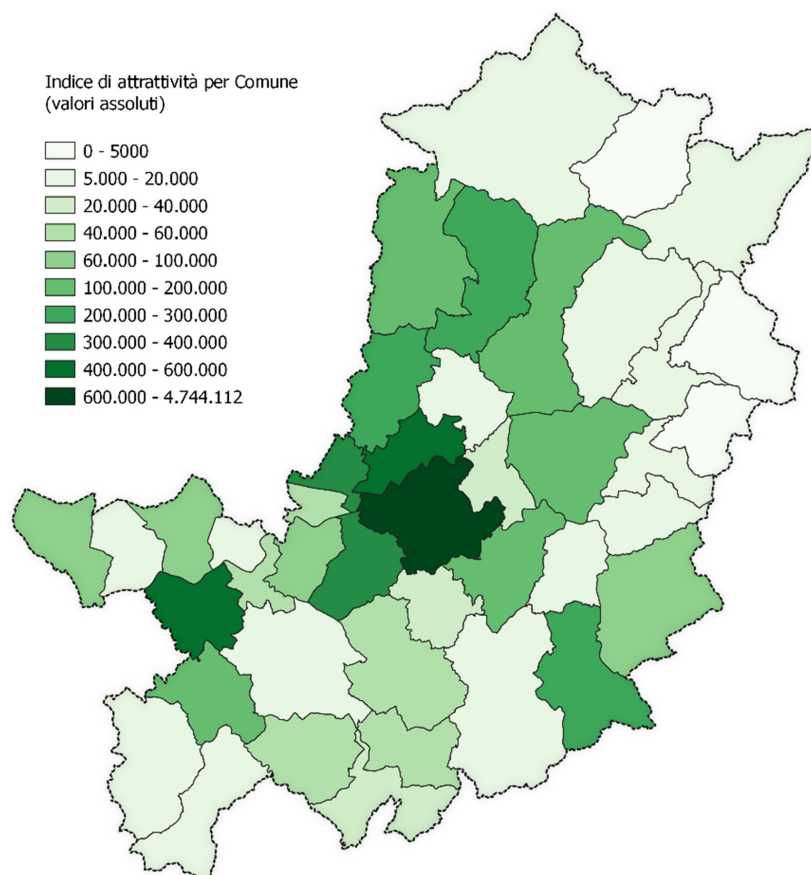 Indice di attrattività per Comune
(valori assoluti)
0 - 5000
5.000 - 20.000
20.000 - 40.000
40.000 - 60.000
60.000 - 100.000
100.000 - 200.000
200.000 - 300.000
300.000 - 400.000
400.000 - 600.000
600.000 - 4.744.112